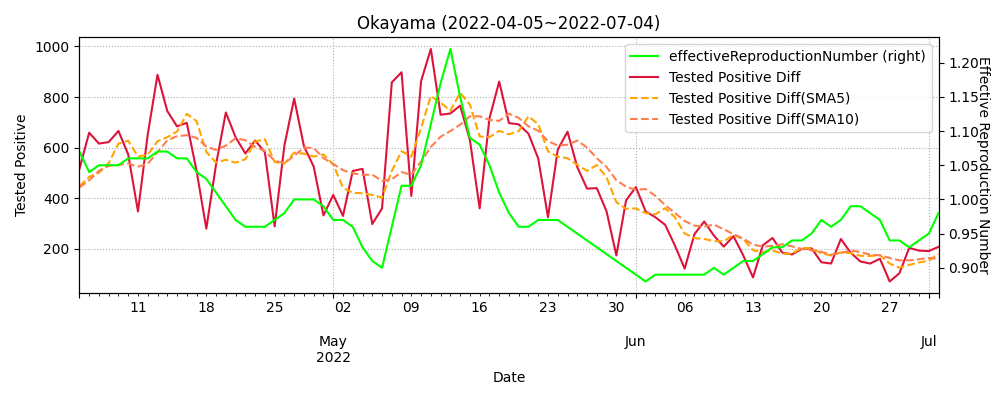 Okayama (2022-04-05~2022-07-04)
effectiveReproductionNumber (right)
Tested Positive Diff
Tested Positive Diff(SMA5)
Tested Positive Diff(SMA10)
Tested Positive
1000
800
600
400
200
Effective Reproduction Number
1.20
1.15
1.10
1.05
1.00
0.95
0.90
11 18 25 02 09 16 23 06 13 20 27
May Jun Jul
2022
Date